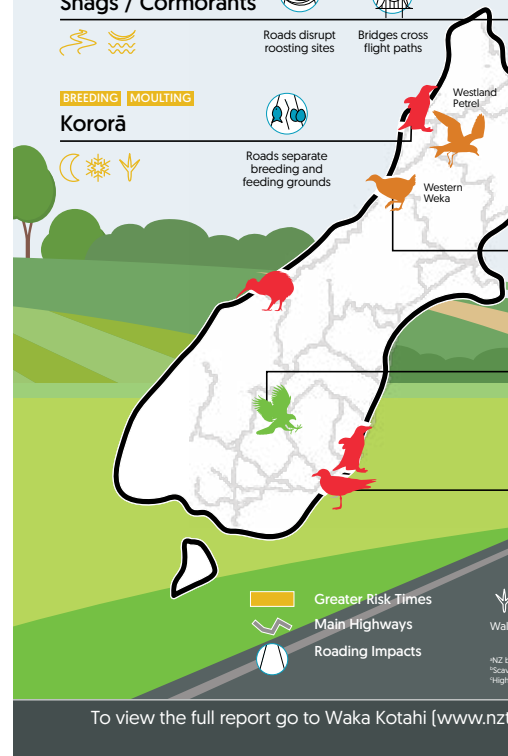 Shags / Cormorants
Roads disrupt
roosting sites
Bridges cross
flight paths
BREEDING MOULTING
Kororā
Roads separate
breeding and
feeding grounds
Westland
Petrel
Western
Weka
Greater Risk Times
Main Highways
Roading Impacts
To view the full report go to Waka Kotahi (www.nzt